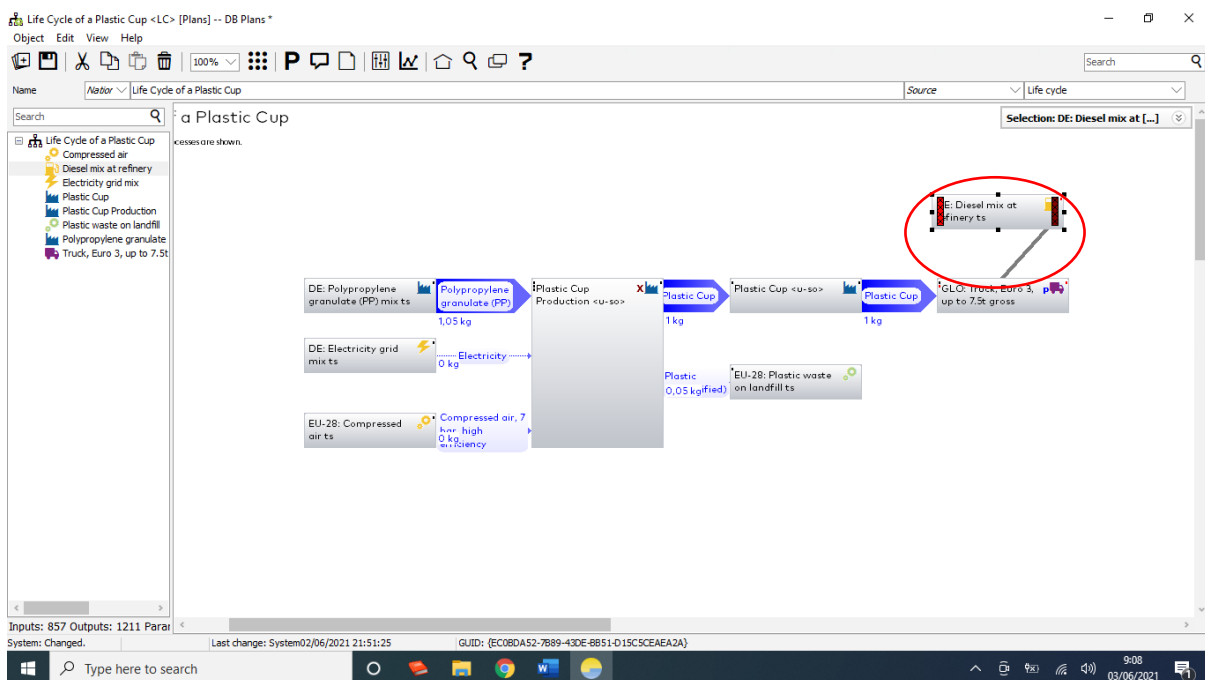 Life Cycle of a Plastic Cup <LC> [Plans] -- DB Plans *
Object Edit View Help
100% P ? Search
Name Nation Life Cycle of a Plastic Cup Source Life cycle
Search
a Plastic Cup
Selection: DE: Diesel mix at [...]
cesses are shown.
Life Cycle of a Plastic Cup
Compressed air
Diesel mix at refinery
Electricity grid mix
Plastic Cup
Plastic Cup Production
Plastic waste on landfill
Polypropylene granulate
Truck, Euro 3, up to 7.5t
E: Diesel mix at
efinery ts
DE: Polypropylene
granulate (PP) mix ts
Polypropylene
granulate (PP)
1,05 kg
Plastic Cup
Production <u-so>
X
Plastic Cup
1 kg
Plastic Cup <u-so>
Plastic Cup
1 kg
GLO: Truck, Euro 3,
up to 7.5t gross
p
DE: Electricity grid
mix ts
Electricity
0 kg
Plastic
0,05 kg
ified)
EU-28: Plastic waste
on landfill ts
EU-28: Compressed
air ts
Compressed air, 7
bar, high
efficiency
0 kg
Inputs: 857 Outputs: 1211 Parar
System: Changed. Last change: System02/06/2021 21:51:25 GUID: {EC0BDA52-7B89-43DE-BB51-D15C5CEAEA2A}
Type here to search
9:08
03/06/2021
1